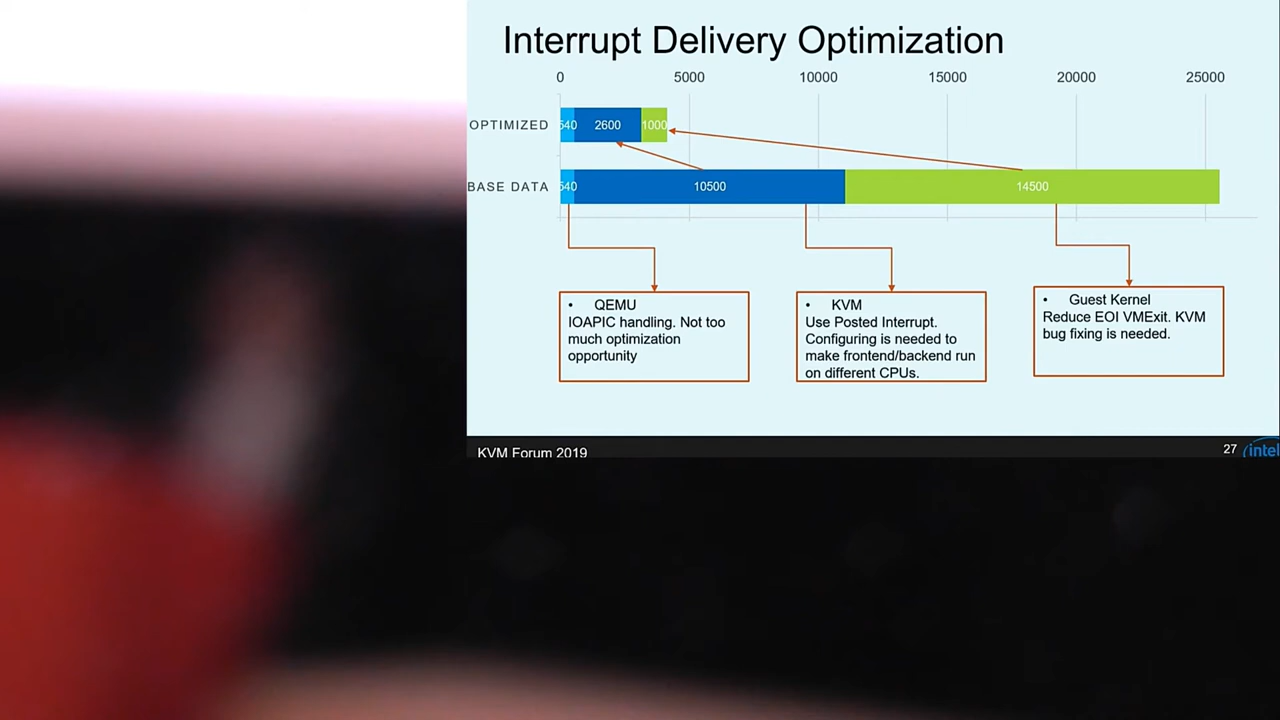 Interrupt Delivery Optimization
0 5000 10000 15000 20000 25000
OPTIMIZED 540 2600 1000
BASE DATA 540 10500 14500
• QEMU
IOAPIC handling. Not too
much optimization
opportunity
• KVM
Use Posted Interrupt.
Configuring is needed to
make frontend/backend run
on different CPUs.
• Guest Kernel
Reduce EOI VMExit. KVM
bug fixing is needed.
KVM Forum 2019
27 intel